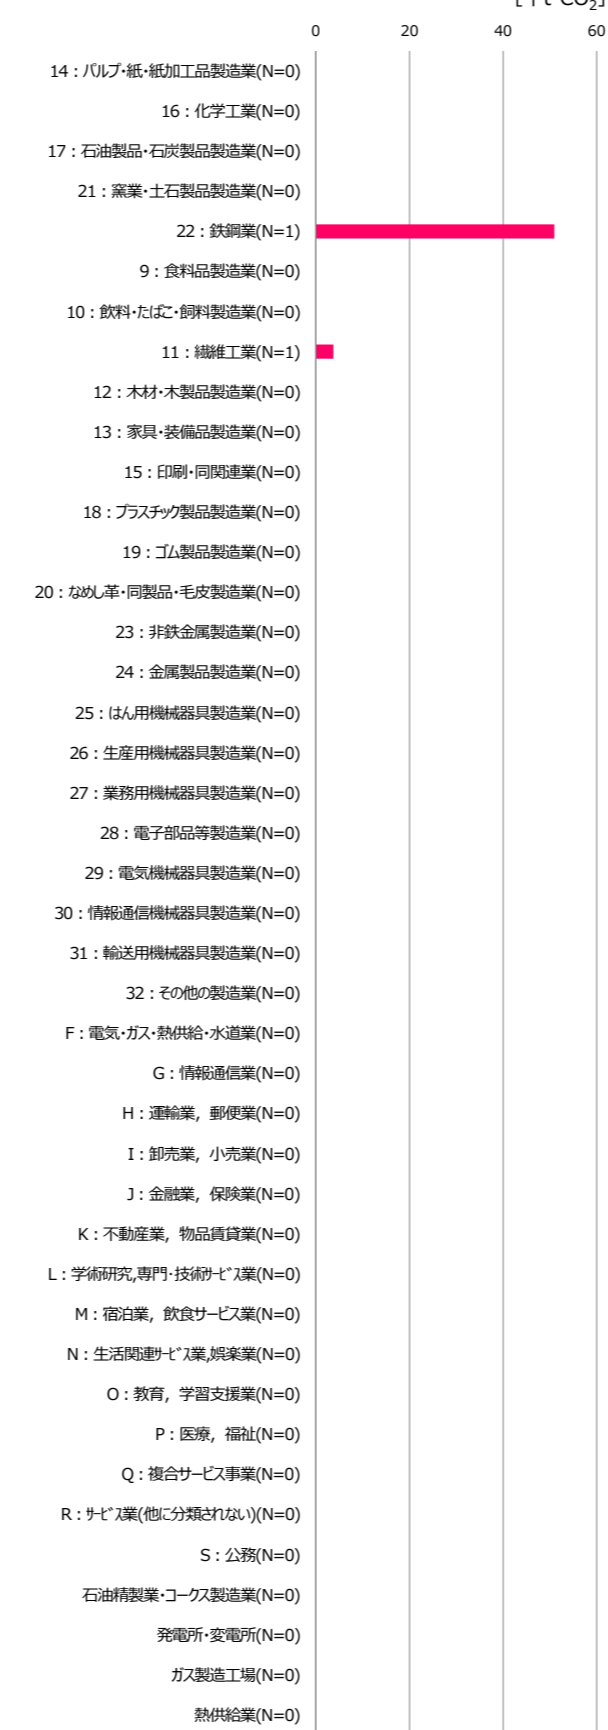 0 20 40 60
14：パルプ・紙・紙加工品製造業(N=0)
16：化学工業(N=0)
17：石油製品・石炭製品製造業(N=0)
21：窯業・土石製品製造業(N=0)
22：鉄鋼業(N=1)
9：食料品製造業(N=0)
10：飲料・たばこ・飼料製造業(N=0)
11：繊維工業(N=1)
12：木材・木製品製造業(N=0)
13：家具・装備品製造業(N=0)
15：印刷・同関連業(N=0)
18：プラスチック製品製造業(N=0)
19：ゴム製品製造業(N=0)
20：なめし革・同製品・毛皮製造業(N=0)
23：非鉄金属製造業(N=0)
24：金属製品製造業(N=0)
25：はん用機械器具製造業(N=0)
26：生産用機械器具製造業(N=0)
27：業務用機械器具製造業(N=0)
28：電子部品等製造業(N=0)
29：電気機械器具製造業(N=0)
30：情報通信機械器具製造業(N=0)
31：輸送用機械器具製造業(N=0)
32：その他の製造業(N=0)
F：電気・ガス・熱供給・水道業(N=0)
G：情報通信業(N=0)
H：運輸業，郵便業(N=0)
I：卸売業，小売業(N=0)
J：金融業，保険業(N=0)
K：不動産業，物品賃貸業(N=0)
L：学術研究,専門・技術ｻｰﾋﾞｽ業(N=0)
M：宿泊業，飲食サービス業(N=0)
N：生活関連ｻｰﾋﾞｽ業,娯楽業(N=0)
O：教育，学習支援業(N=0)
P：医療，福祉(N=0)
Q：複合サービス事業(N=0)
R：ｻｰﾋﾞｽ業(他に分類されない)(N=0)
S：公務(N=0)
石油精製業・コークス製造業(N=0)
発電所・変電所(N=0)
ガス製造工場(N=0)
熱供給業(N=0)